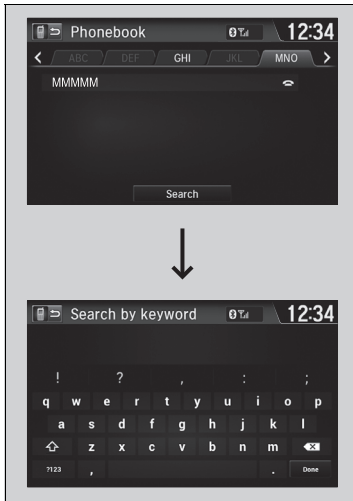 Phonebook 12:34
ABC DEF GHI JKL MNO
MMMMM
Search
Search by keyword 12:34
! ? , : ;
q w e r t y u i o p
a s d f g h j k l
z x c v b n m
?123 , . Done